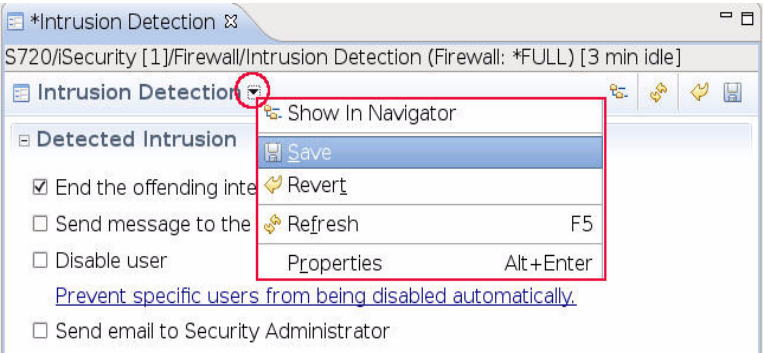 *Intrusion Detection
S720/iSecurity [1]/Firewall/Intrusion Detection (Firewall: *FULL) [3 min idle]
Intrusion Detection
Show In Navigator
Detected Intrusion
Save
End the offending inte
Revert
Send message to the
Refresh F5
Disable user
Properties Alt+Enter
Prevent specific users from being disabled automatically.
Send email to Security Administrator